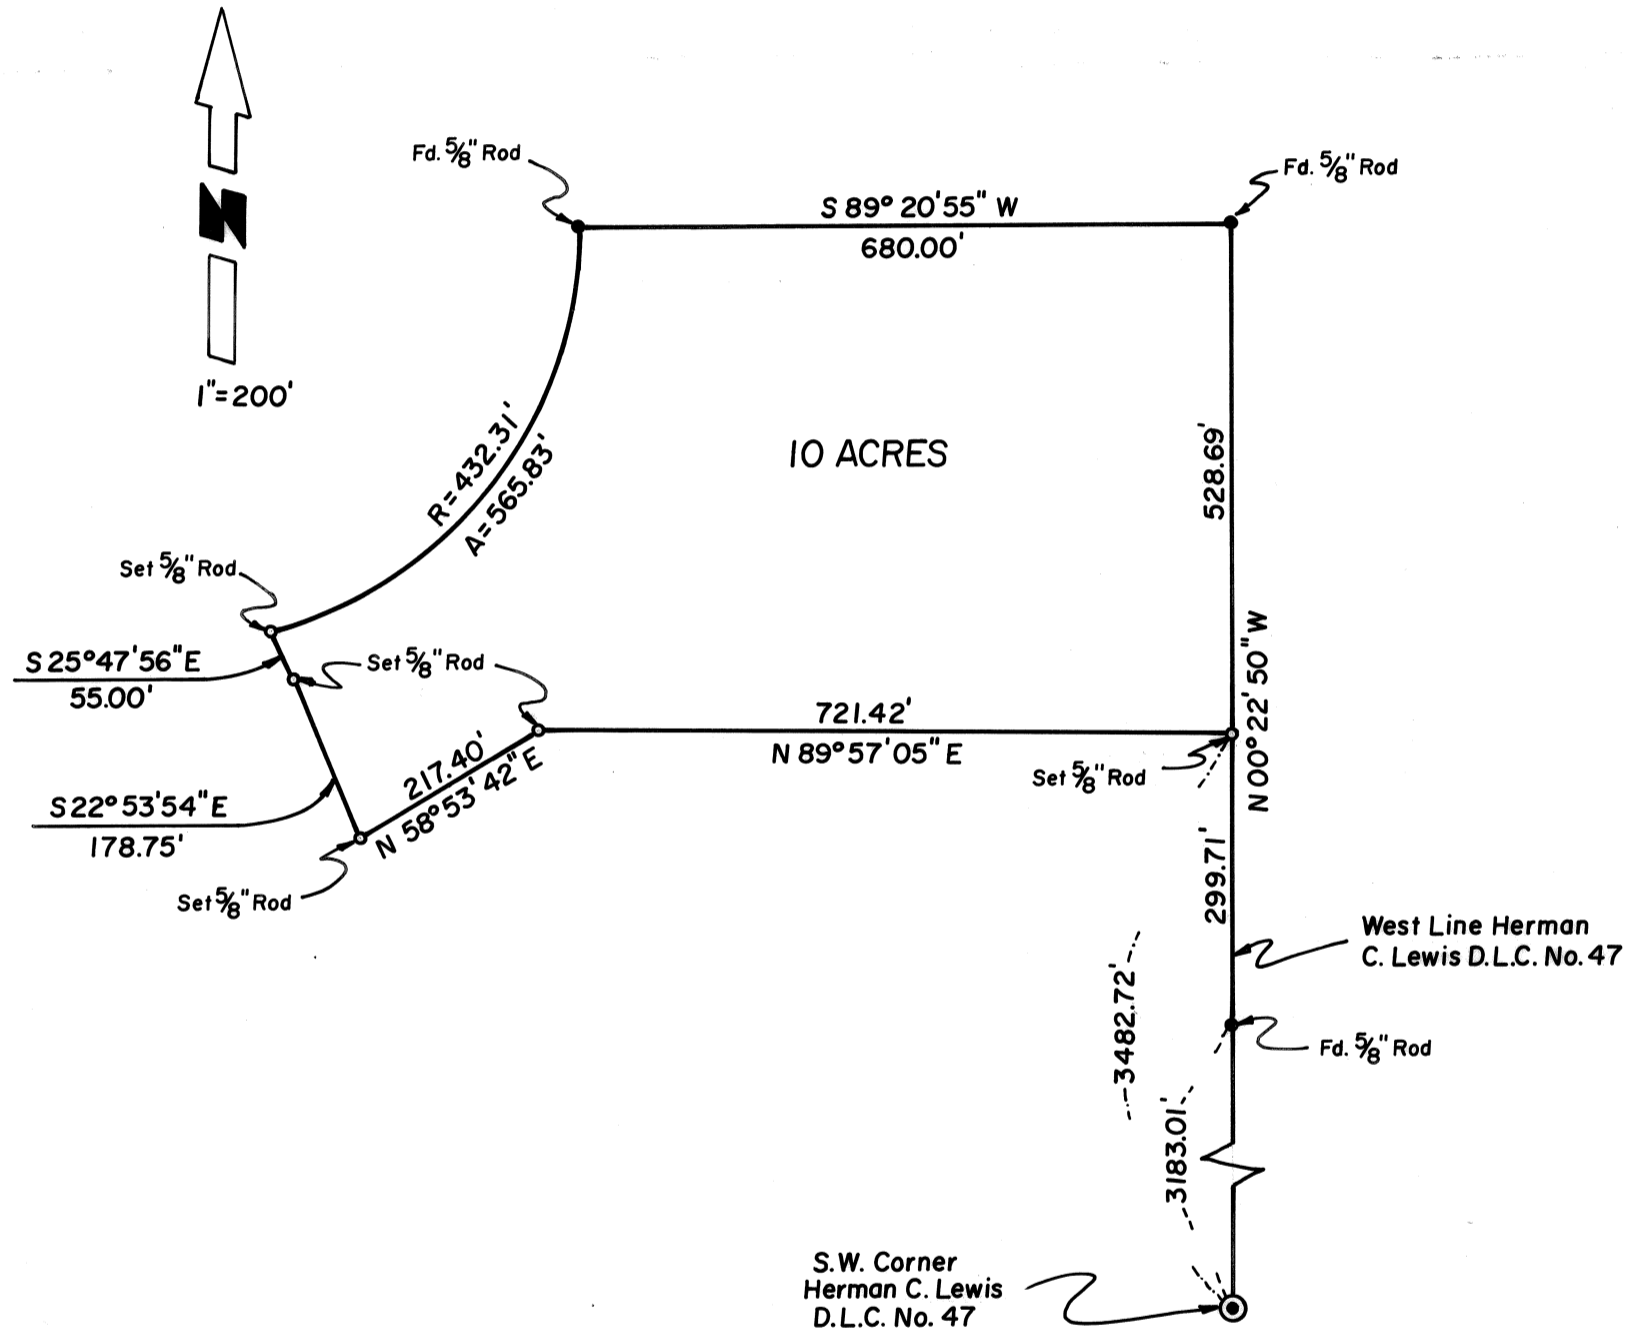 N
1"=200'
Fd. 5/8" Rod
Fd. 5/8" Rod
S 89° 20' 55" W
680.00'
R=432.31'
A=565.83'
10 ACRES
528.69'
Set 5/8" Rod
S 25° 47' 56" E
55.00'
Set 5/8" Rod
721.42'
N 89° 57' 05" E
N 00° 22' 50" W
Set 5/8" Rod
217.40'
N 58° 53' 42" E
S 22° 53' 54" E
178.75'
Set 5/8" Rod
299.71'
West Line Herman
C. Lewis D.L.C. No. 47
3482.72'
Fd. 5/8" Rod
3183.01'
S.W. Corner
Herman C. Lewis
D.L.C. No. 47